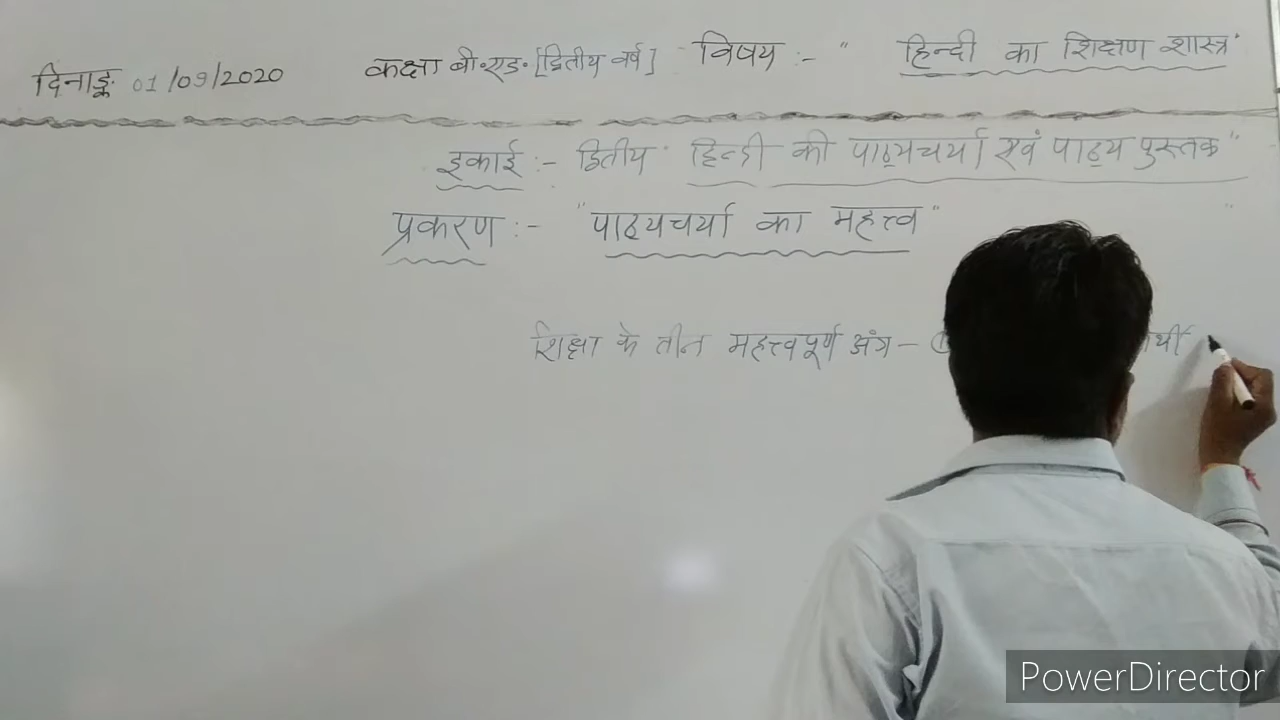 दिनाङ्क 01/09/2020 कक्षा बी॰एड॰ [द्वितीय वर्ष] विषय :- " हिन्दी का शिक्षण शास्त्र"
इकाई :- द्वितीय " हिन्दी की पाठ्यचर्या एवं पाठ्य पुस्तक"
प्रकरण :- "पाठ्यचर्या का महत्त्व"
शिक्षा के तीन महत्त्वपूर्ण अंग –
PowerDirector